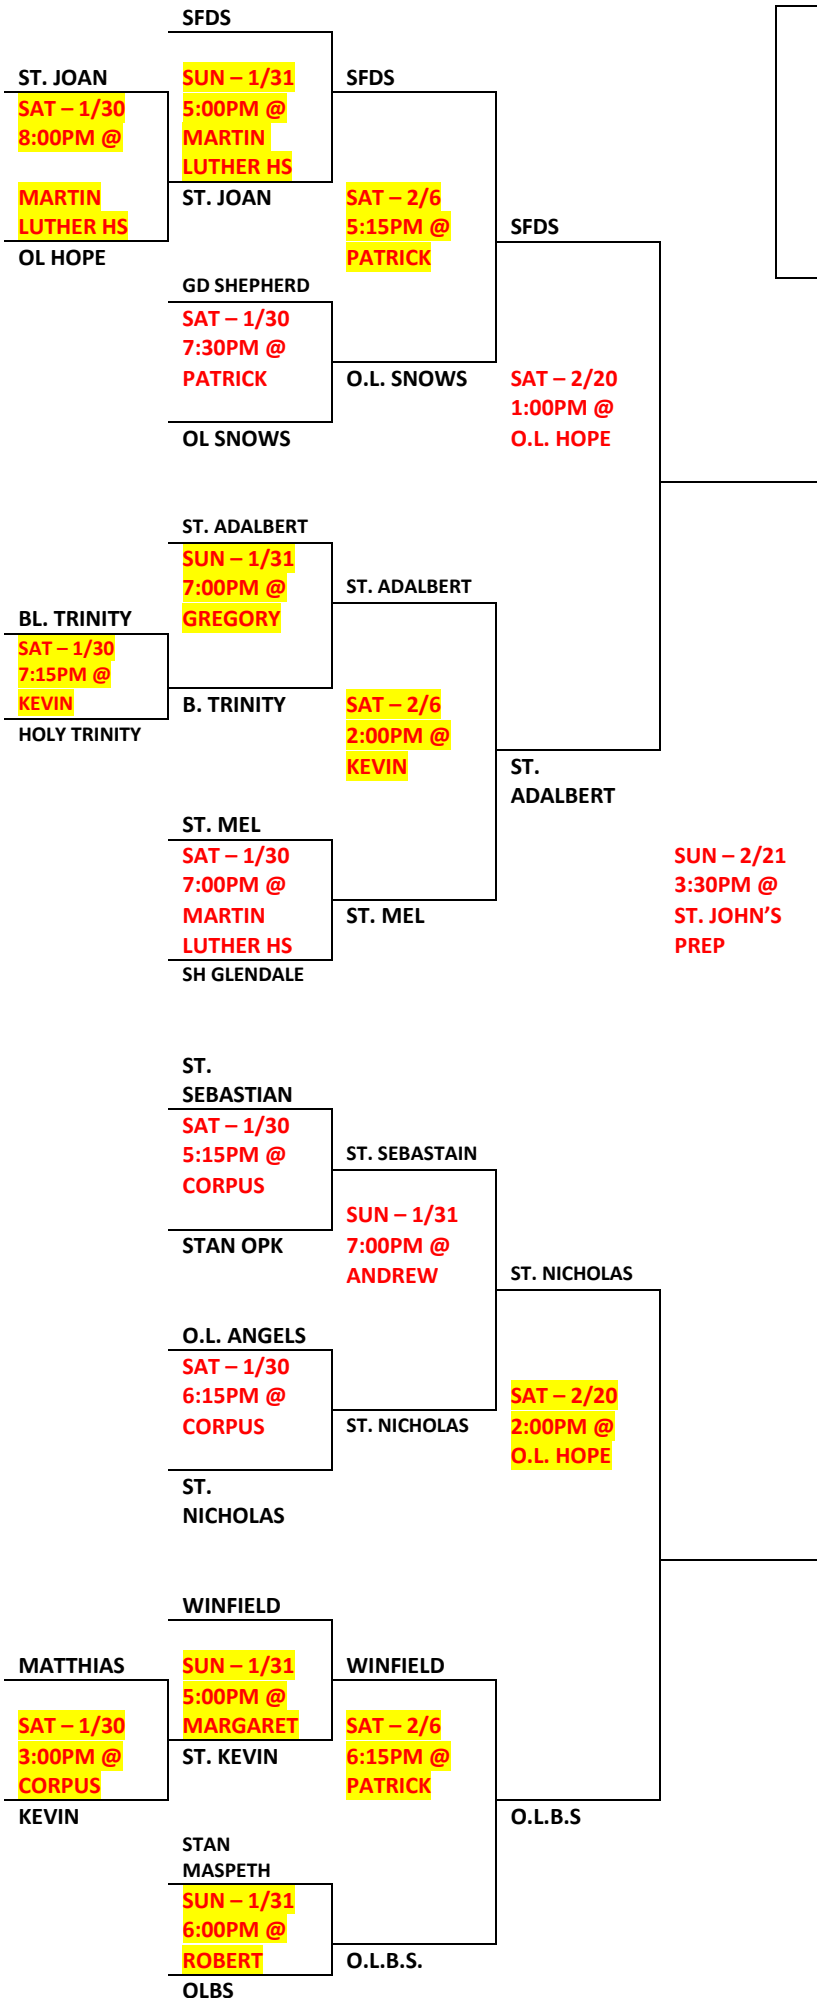 SFDS
ST. JOAN
SUN – 1/31
5:00PM @
MARTIN
LUTHER HS
SFDS
SAT – 1/30
8:00PM @
MARTIN
LUTHER HS
ST. JOAN
OL HOPE
SAT – 2/6
5:15PM @
PATRICK
SFDS
GD SHEPHERD
SAT – 1/30
7:30PM @
PATRICK
O.L. SNOWS
OL SNOWS
SAT – 2/20
1:00PM @
O.L. HOPE
ST. ADALBERT
SUN – 1/31
7:00PM @
GREGORY
ST. ADALBERT
BL. TRINITY
SAT – 1/30
7:15PM @
KEVIN
HOLY TRINITY
B. TRINITY
SAT – 2/6
2:00PM @
KEVIN
ST.
ADALBERT
ST. MEL
SAT – 1/30
7:00PM @
MARTIN
LUTHER HS
SH GLENDALE
ST. MEL
SUN – 2/21
3:30PM @
ST. JOHN’S
PREP
ST.
SEBASTIAN
SAT – 1/30
5:15PM @
CORPUS
STAN OPK
ST. SEBASTAIN
SUN – 1/31
7:00PM @
ANDREW
ST. NICHOLAS
O.L. ANGELS
SAT – 1/30
6:15PM @
CORPUS
ST.
NICHOLAS
ST. NICHOLAS
SAT – 2/20
2:00PM @
O.L. HOPE
WINFIELD
MATTHIAS
SUN – 1/31
5:00PM @
MARGARET
WINFIELD
SAT – 1/30
3:00PM @
CORPUS
KEVIN
ST. KEVIN
SAT – 2/6
6:15PM @
PATRICK
O.L.B.S
STAN
MASPETH
SUN – 1/31
6:00PM @
ROBERT
OLBS
O.L.B.S.